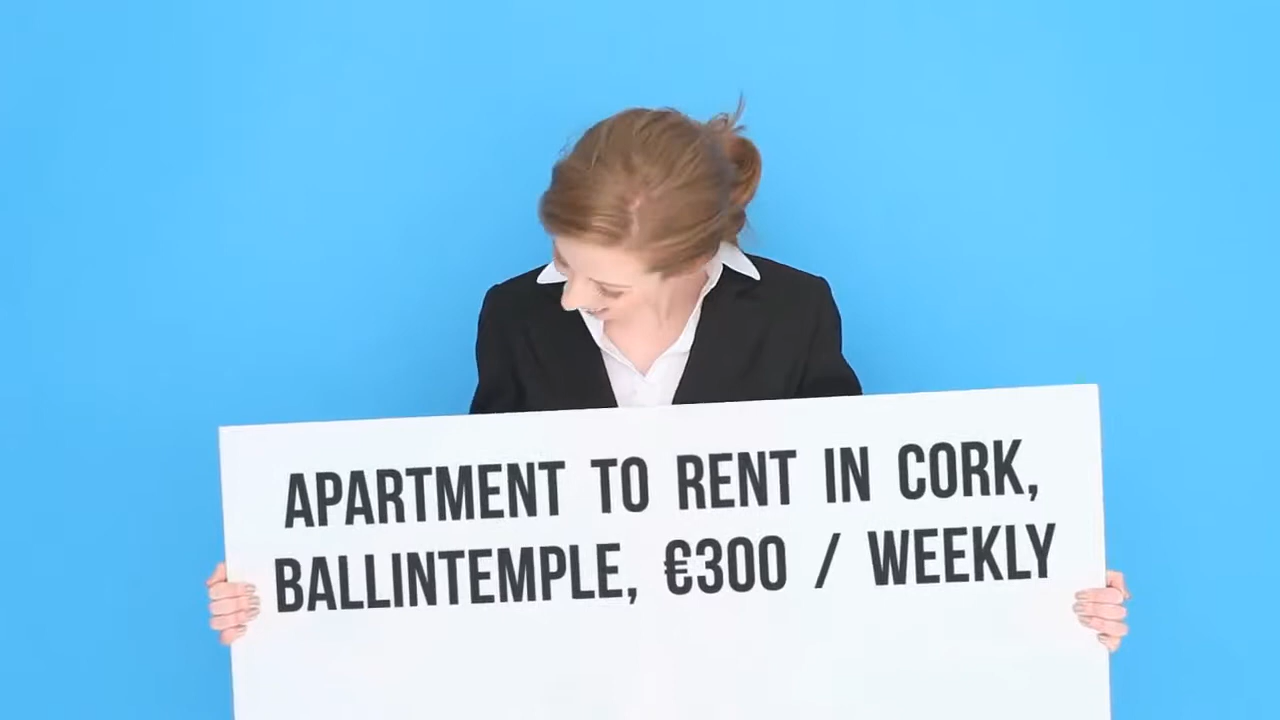 APARTMENT TO RENT IN CORK,
BALLINTEMPLE, €300 / WEEKLY